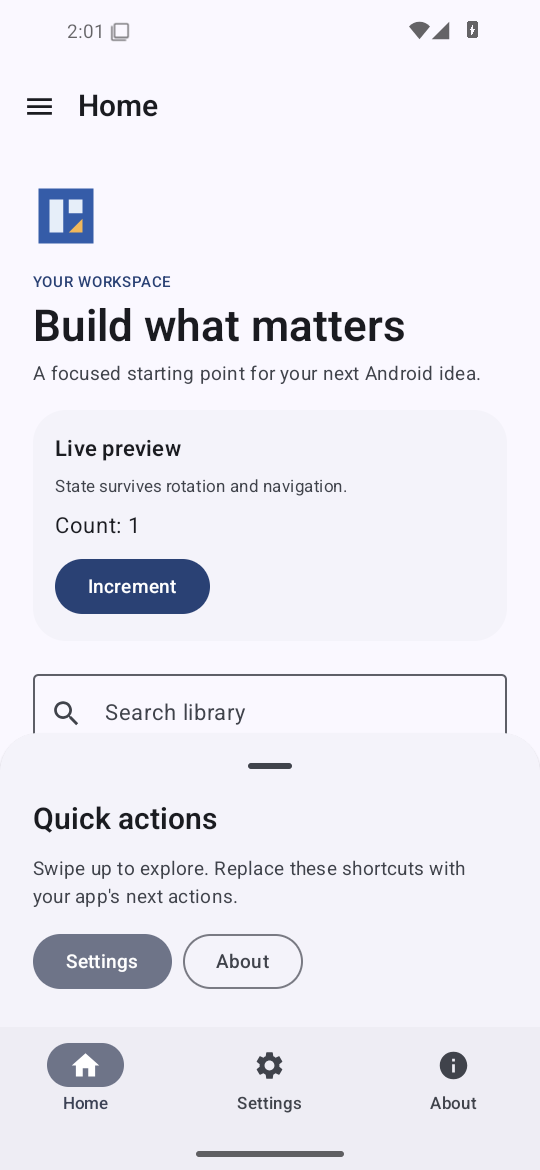 2:01
Home
YOUR WORKSPACE
Build what matters
A focused starting point for your next Android idea.
Live preview
State survives rotation and navigation.
Count: 1
Increment
Search library
Quick actions
Swipe up to explore. Replace these shortcuts with
your app's next actions.
Settings About
Home Settings About